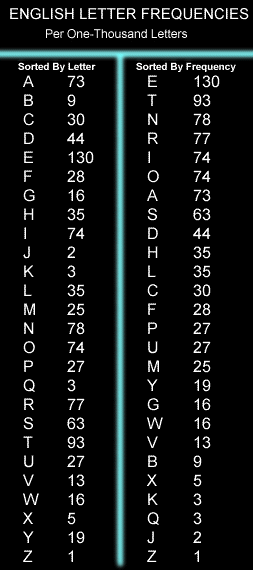 ENGLISH LETTER FREQUENCIES
Per One-Thousand Letters
Sorted By Letter Sorted By Frequency
A 73 E 130
B 9 T 93
C 30 N 78
D 44 R 77
E 130 I 74
F 28 O 74
G 16 A 73
H 35 S 63
I 74 D 44
J 2 H 35
K 3 L 35
L 35 C 30
M 25 F 28
N 78 P 27
O 74 U 27
P 27 M 25
Q 3 Y 19
R 77 G 16
S 63 W 16
T 93 V 13
U 27 B 9
V 13 X 5
W 16 K 3
X 5 Q 3
Y 19 J 2
Z 1 Z 1